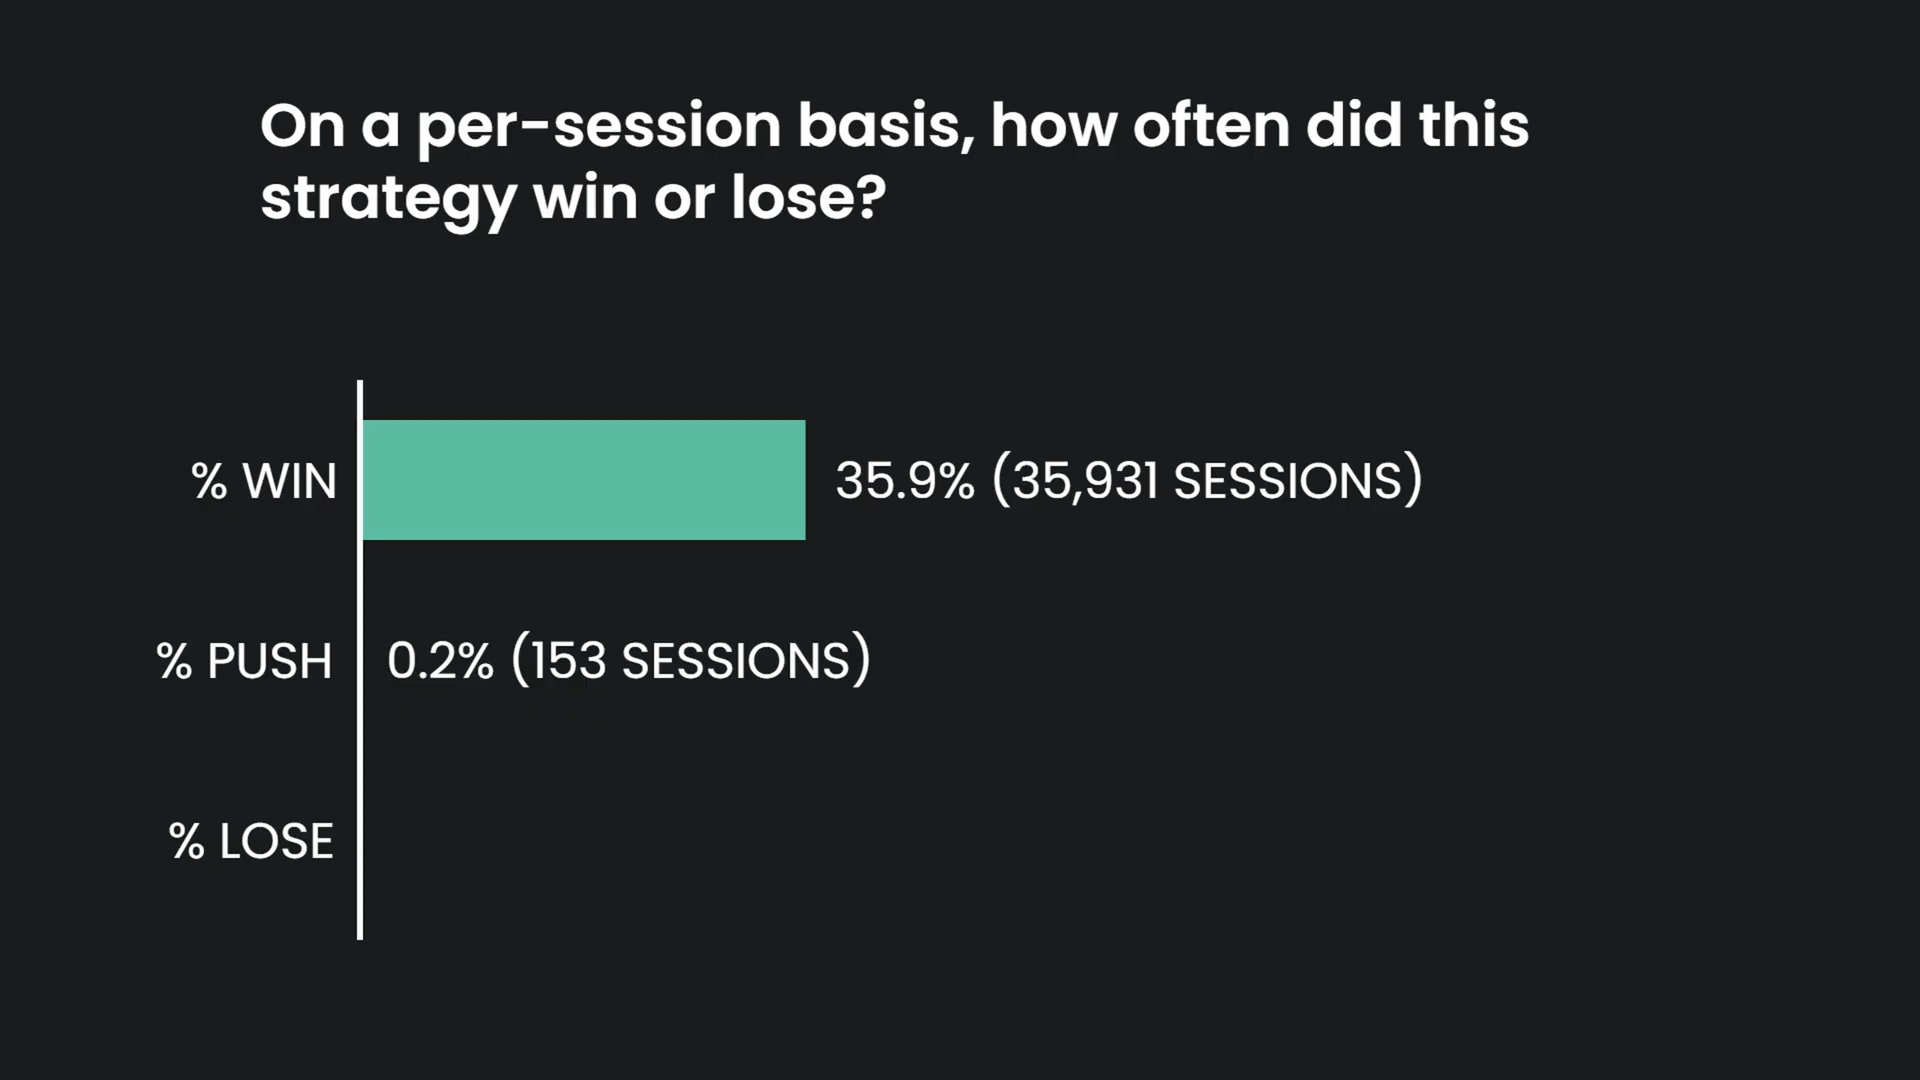 On a per-session basis, how often did this
strategy win or lose?
% WIN 35.9% (35,931 SESSIONS)
% PUSH 0.2% (153 SESSIONS)
% LOSE